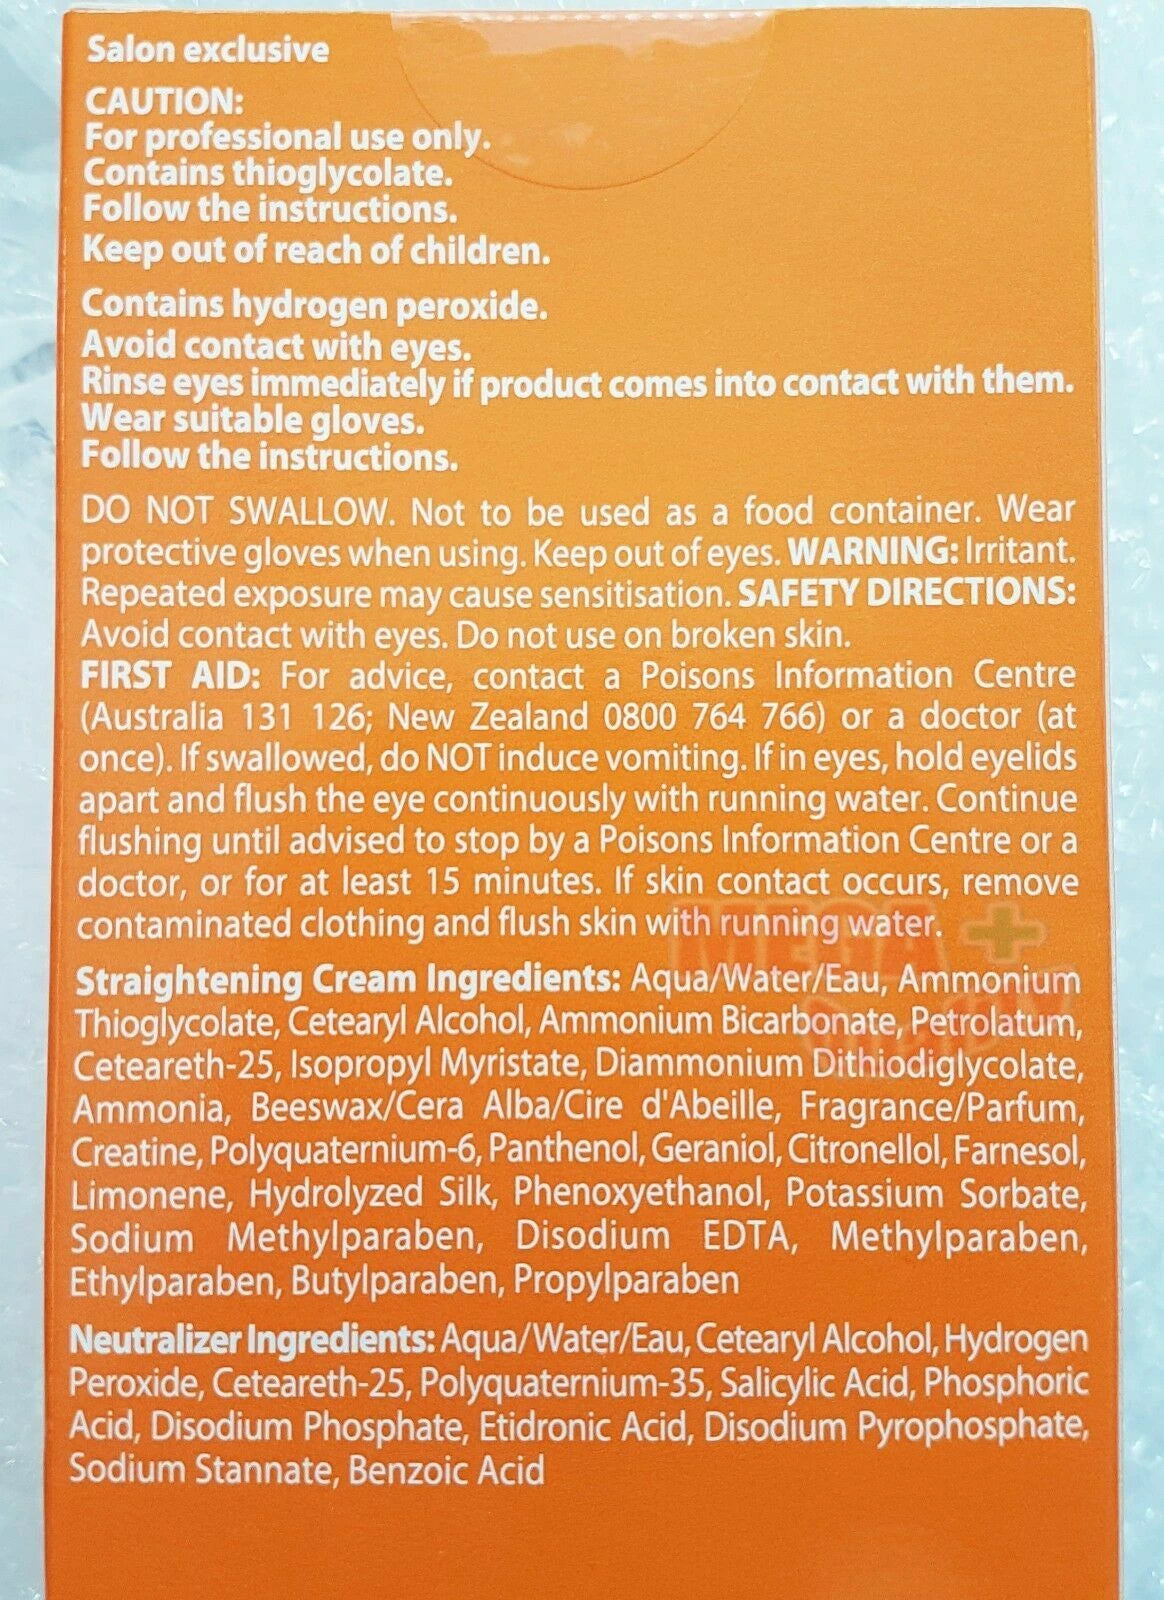 Salon exclusive
CAUTION:
For professional use only.
Contains thioglycolate.
Follow the instructions.
Keep out of reach of children.
Contains hydrogen peroxide.
Avoid contact with eyes.
Rinse eyes immediately if product comes into contact with them.
Wear suitable gloves.
Follow the instructions.
DO NOT SWALLOW. Not to be used as a food container. Wear
protective gloves when using. Keep out of eyes. WARNING: Irritant.
Repeated exposure may cause sensitisation. SAFETY DIRECTIONS:
Avoid contact with eyes. Do not use on broken skin.
FIRST AID: For advice, contact a Poisons Information Centre
(Australia 131 126; New Zealand 0800 764 766) or a doctor (at
once). If swallowed, do NOT induce vomiting. If in eyes, hold eyelids
apart and flush the eye continuously with running water. Continue
flushing until advised to stop by a Poisons Information Centre or a
doctor, or for at least 15 minutes. If skin contact occurs, remove
contaminated clothing and flush skin with running water.
MEGA
Straightening Cream Ingredients: Aqua/Water/Eau, Ammonium
Thioglycolate, Cetearyl Alcohol, Ammonium Bicarbonate, Petrolatum,
Ceteareth-25, Isopropyl Myristate, Diammonium Dithiodiglycolate,
Ammonia, Beeswax/Cera Alba/Cire d'Abeille, Fragrance/Parfum,
Creatine, Polyquaternium-6, Panthenol, Geraniol, Citronellol, Farnesol,
Limonene, Hydrolyzed Silk, Phenoxyethanol, Potassium Sorbate,
Sodium Methylparaben, Disodium EDTA, Methylparaben,
Ethylparaben, Butylparaben, Propylparaben
Neutralizer Ingredients: Aqua/Water/Eau, Cetearyl Alcohol, Hydrogen
Peroxide, Ceteareth-25, Polyquaternium-35, Salicylic Acid, Phosphoric
Acid, Disodium Phosphate, Etidronic Acid, Disodium Pyrophosphate,
Sodium Stannate, Benzoic Acid